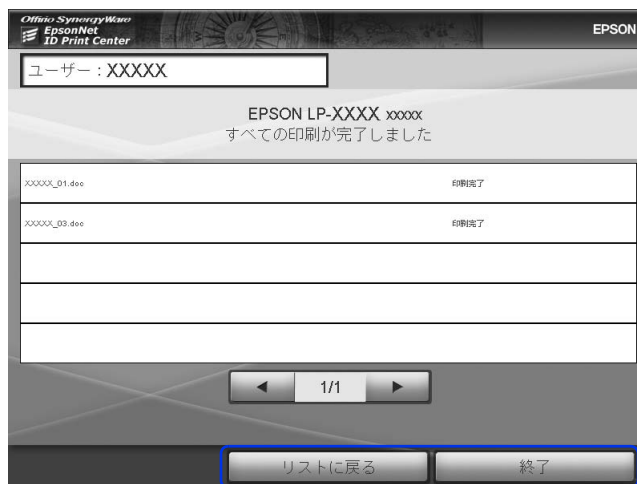 Offirio SynergyWare
EpsonNet
ID Print Center
EPSON
ユーザー：XXXXX
EPSON LP-XXXX xxxxx
すべての印刷が完了しました
XXXXX_01.doc 印刷完了
XXXXX_03.doc 印刷完了
◀ 1/1 ▶
リストに戻る 終了